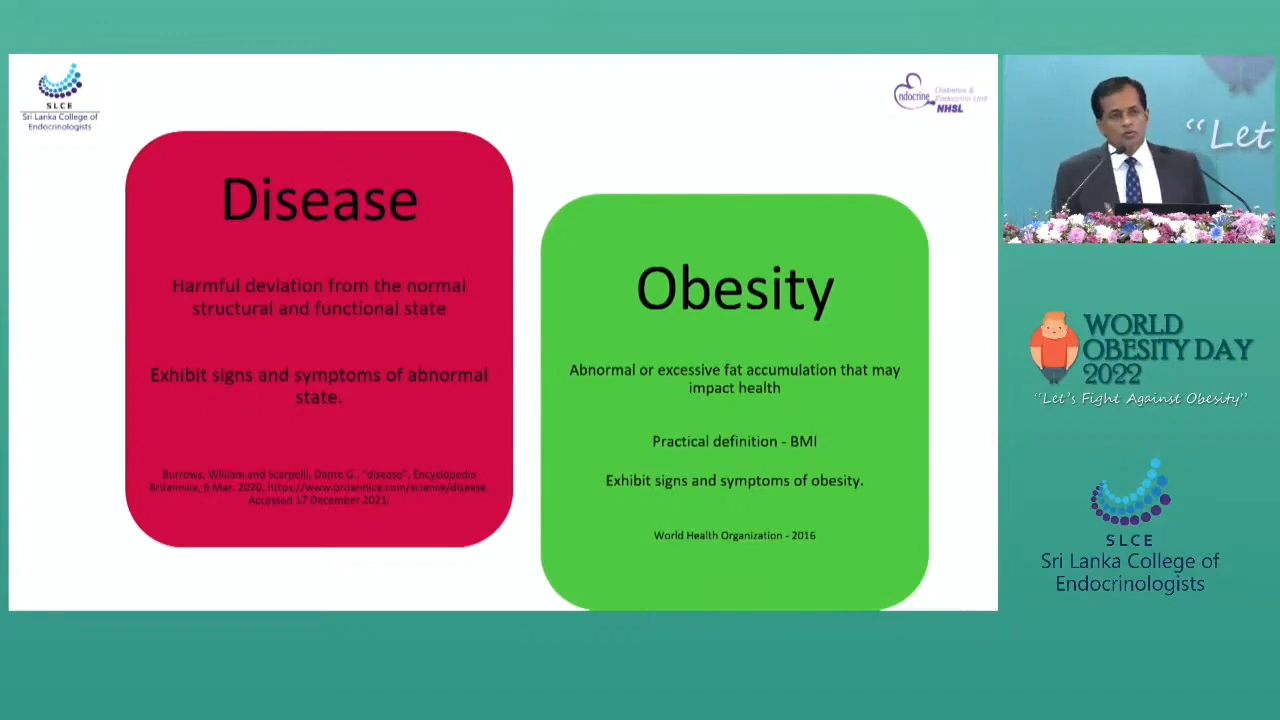 SLCE
Sri Lanka College of
Endocrinologists
ndocrine
Diabetes &
Endocrine Unit
NHSL
Disease
Harmful deviation from the normal
structural and functional state
Exhibit signs and symptoms of abnormal
state.
Burrows, William and Scarpelli, Dante G.. "disease". Encyclopedia
Britannica, 6 Mar. 2020, https://www.britannica.com/science/disease.
Accessed 17 December 2021.
Obesity
Abnormal or excessive fat accumulation that may
impact health
Practical definition - BMI
Exhibit signs and symptoms of obesity.
World Health Organization - 2016
“Let
WORLD
OBESITY DAY
2022
“Let’s Fight Against Obesity”
SLCE
Sri Lanka College of
Endocrinologists